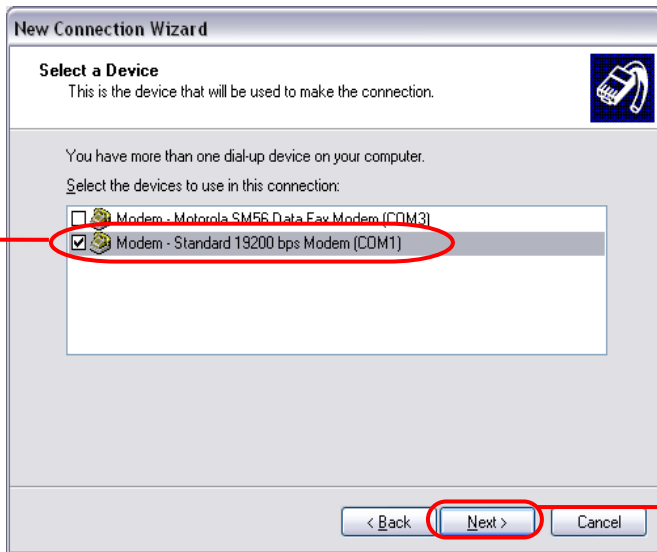 New Connection Wizard
Select a Device
This is the device that will be used to make the connection.
You have more than one dial-up device on your computer.
Select the devices to use in this connection:
Modem - Motorola SM56 Data Fax Modem (COM3)
Modem - Standard 19200 bps Modem (COM1)
< Back
Next >
Cancel